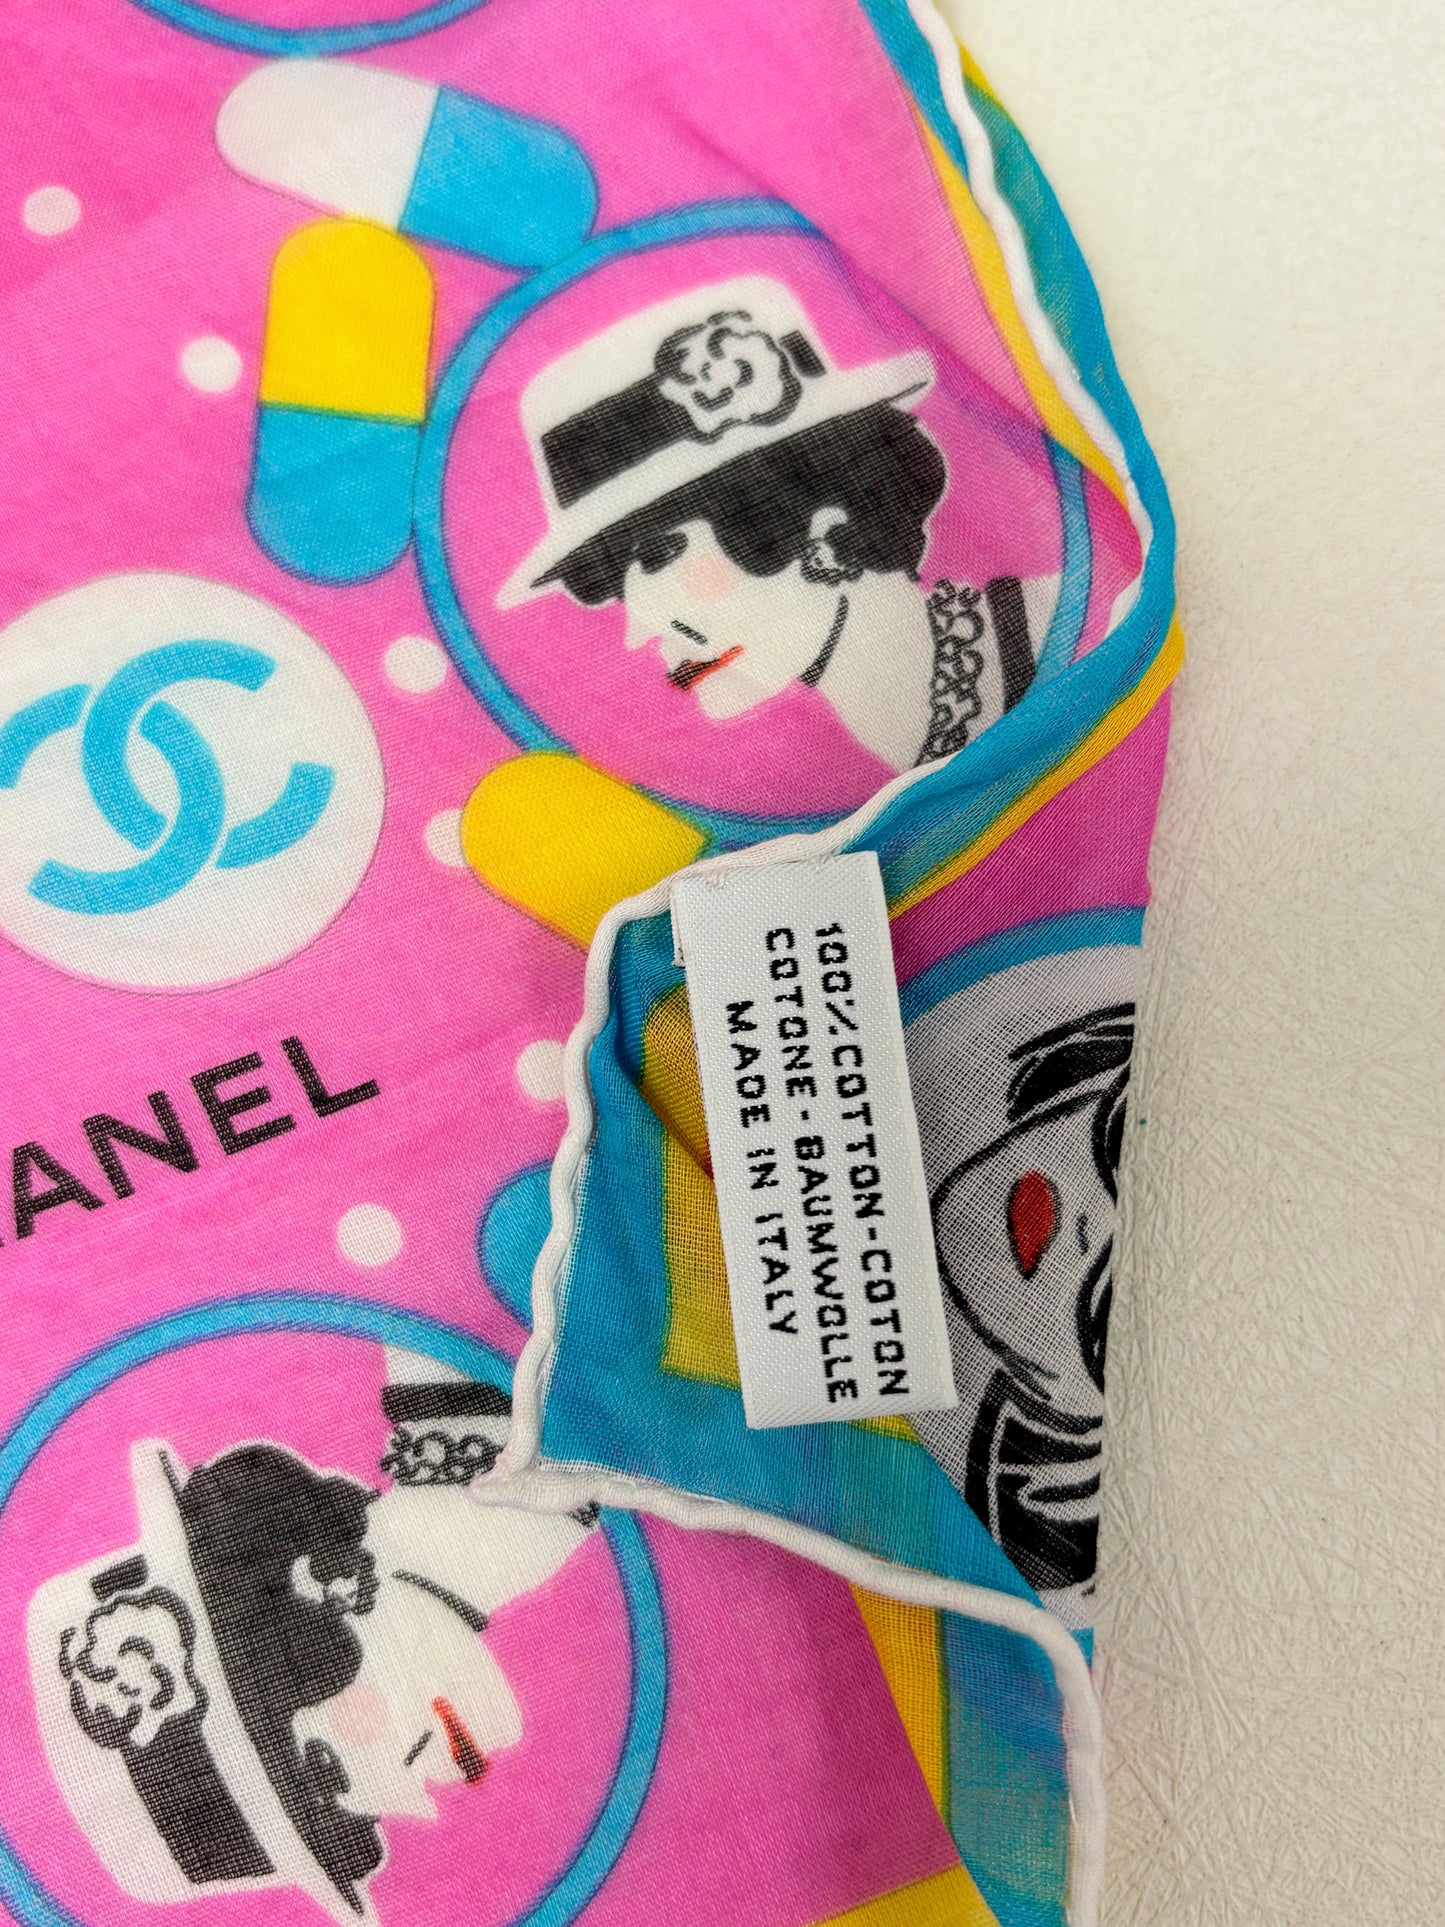 ANEL
100% COTTON-COTON
COTONE-BAUMWOLLE
MADE IN ITALY